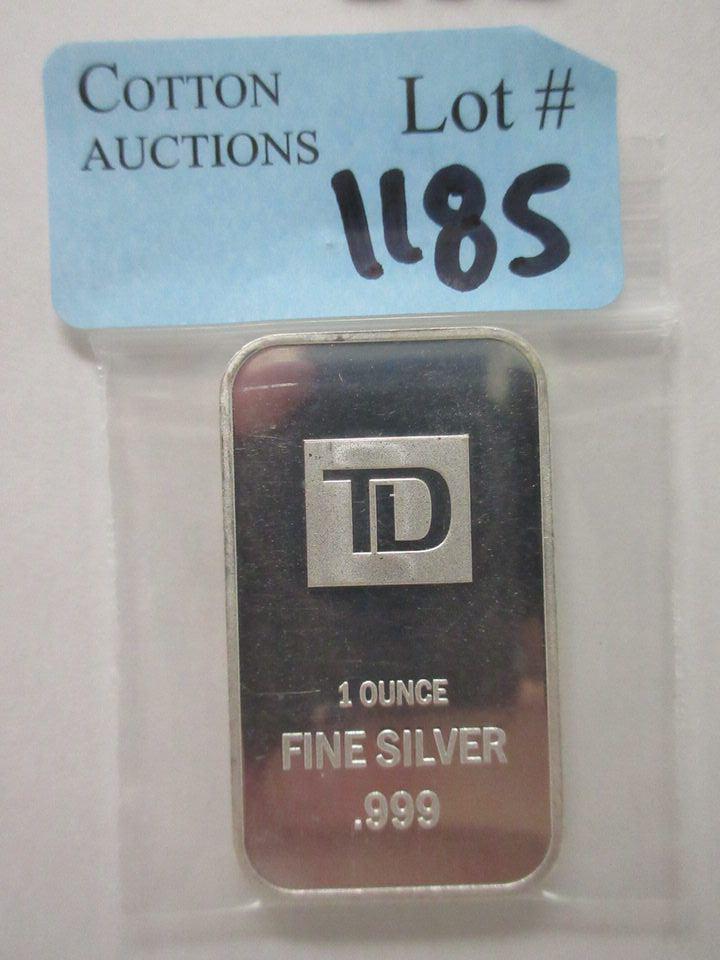 COTTON
AUCTIONS
Lot #
1185
TD
1 OUNCE
FINE SILVER
.999